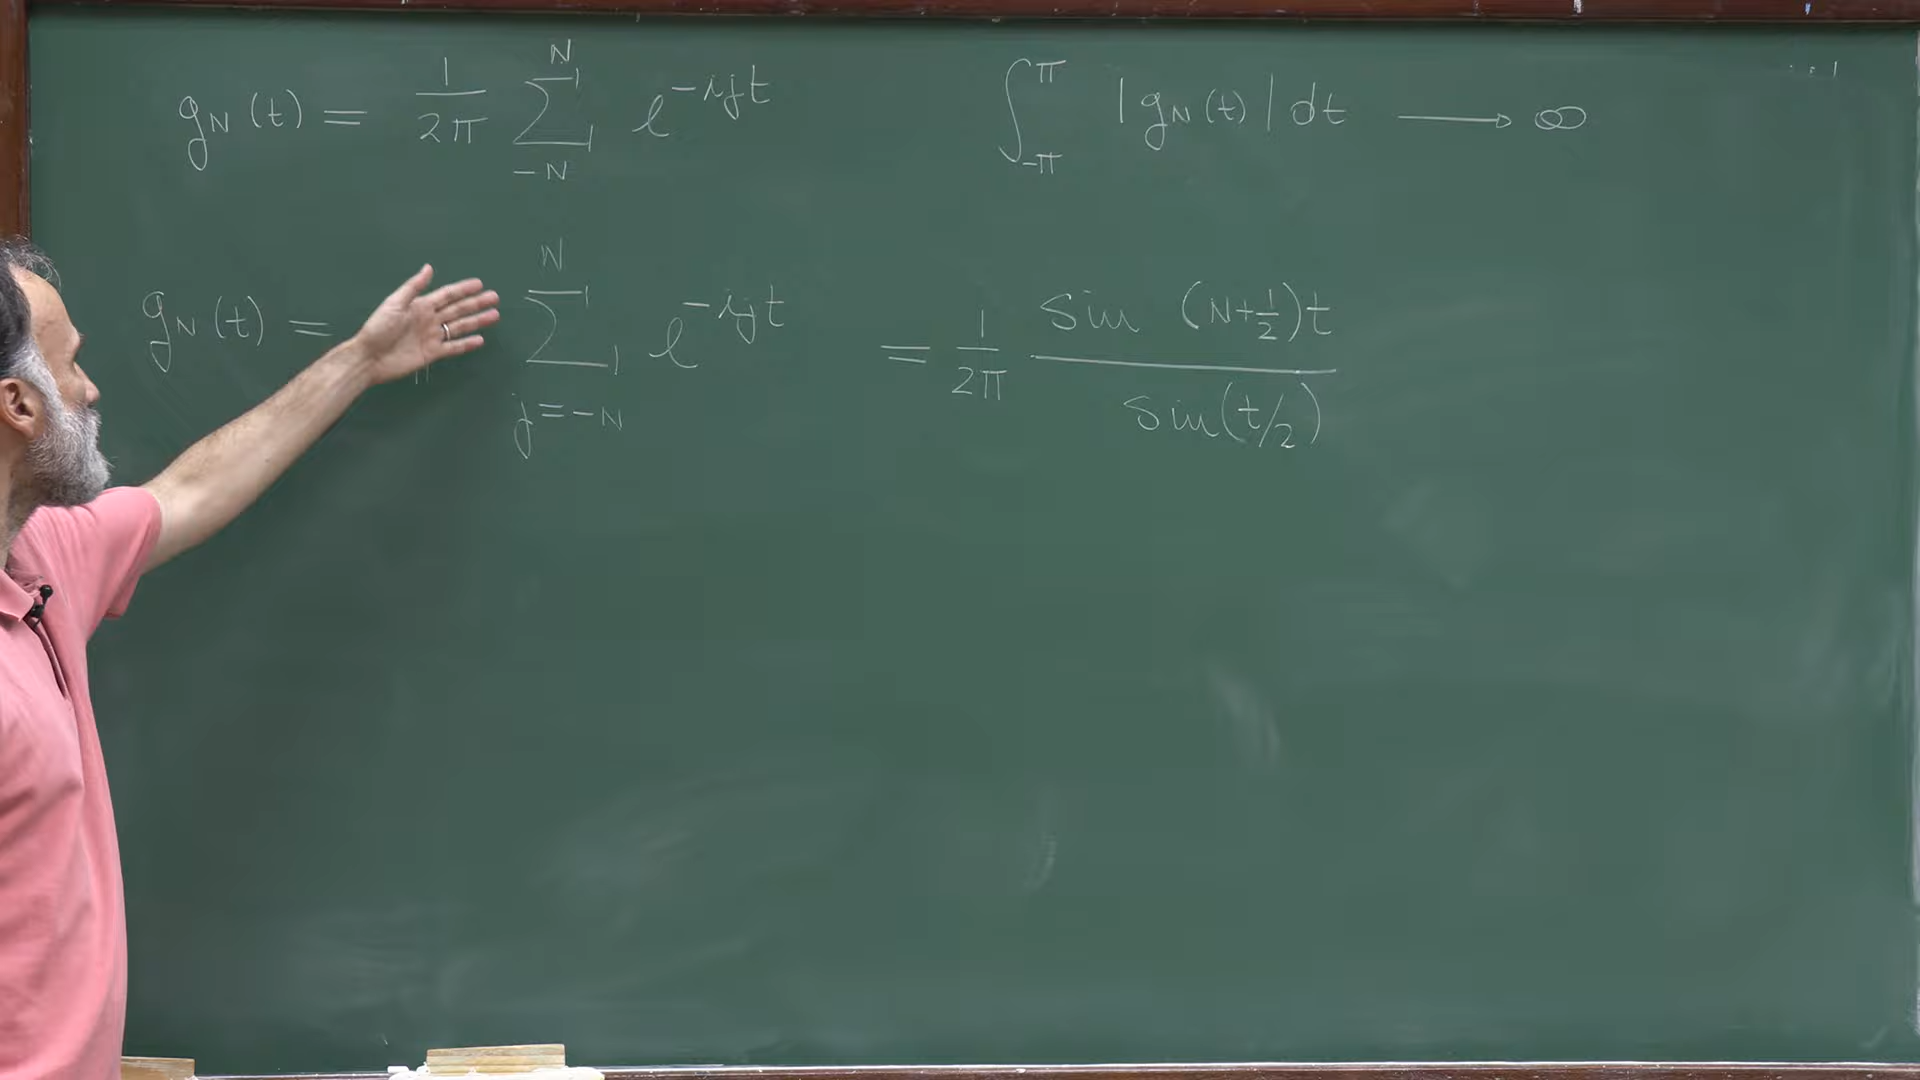 g_N(t) = 1/2π ∑_{-N}^{N} e^{-ijt} ∫_{-π}^{π} |g_N(t)| dt → ∞
g_N(t) = π ∑_{j=-N}^{N} e^{-ijt} = 1/2π sin (N+1/2)t / sin(t/2)